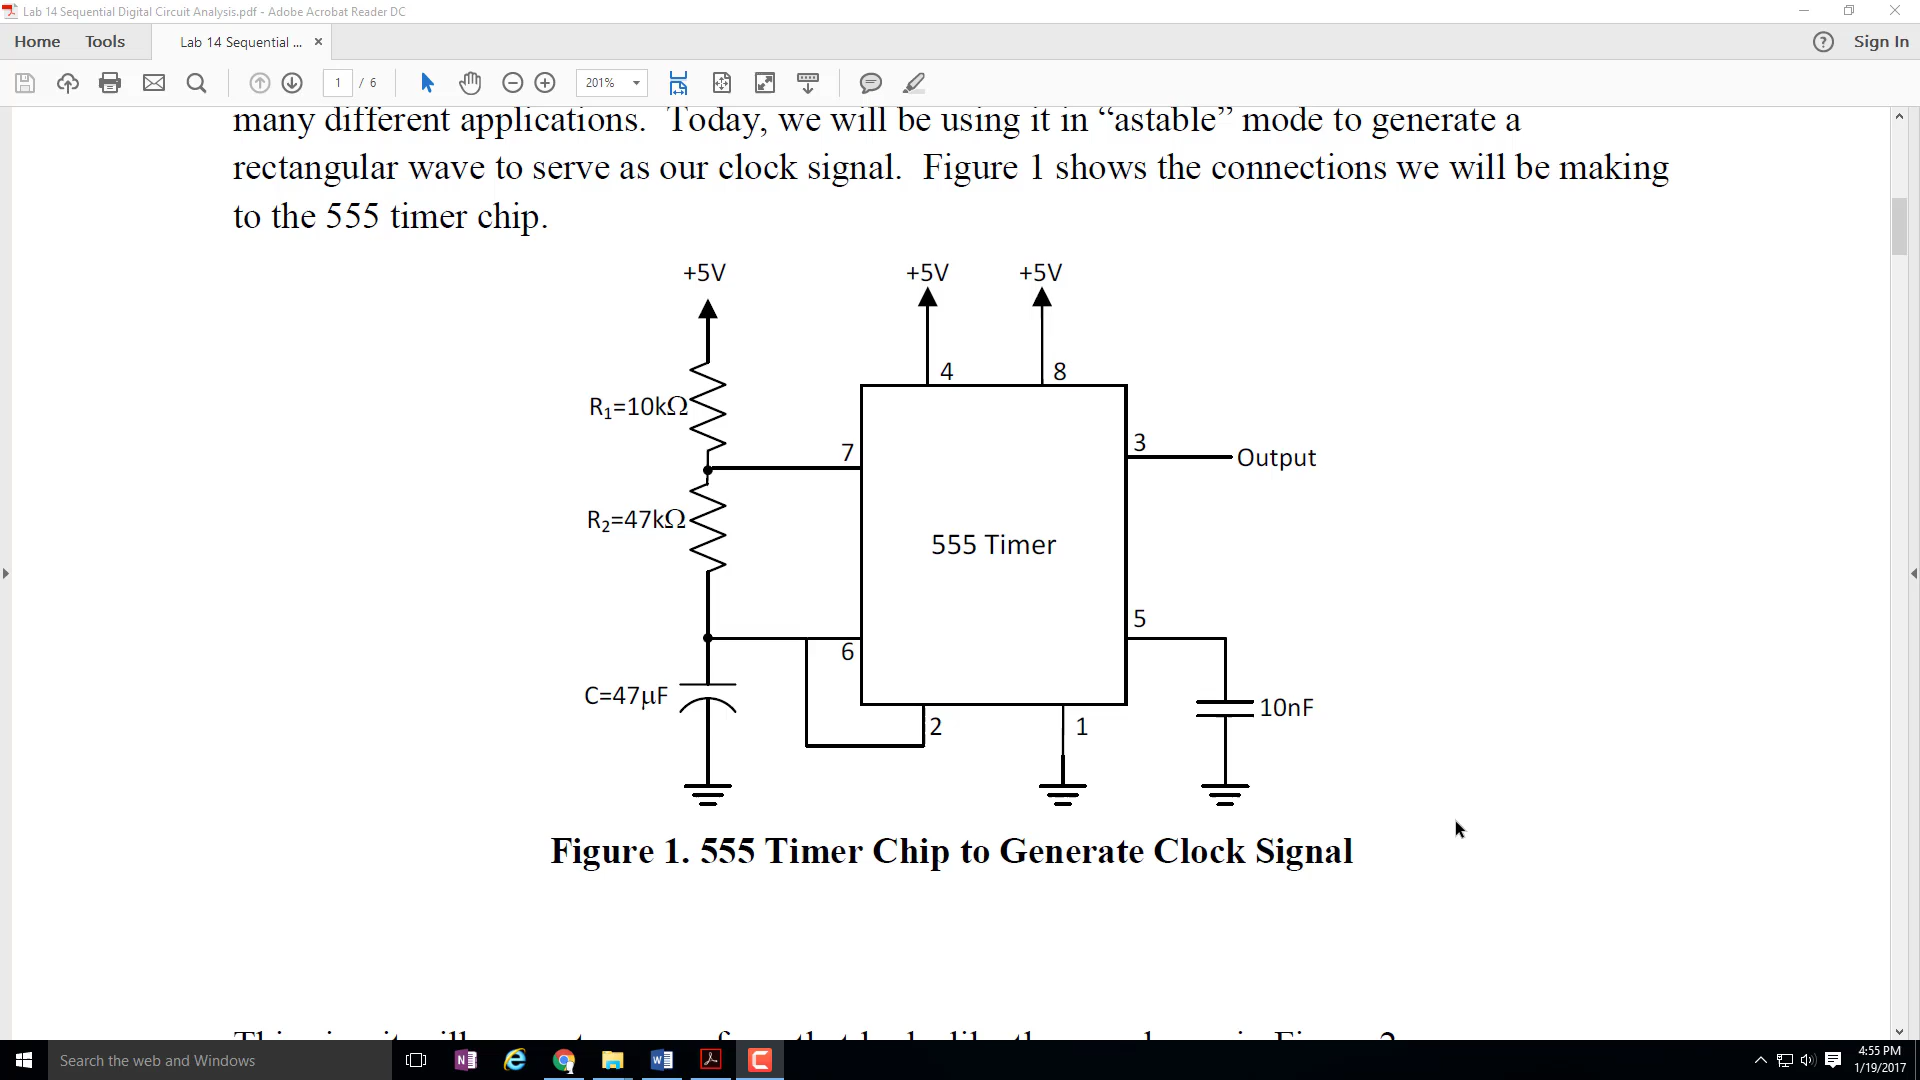 Lab 14 Sequential Digital Circuit Analysis.pdf - Adobe Acrobat Reader DC
Home Tools Lab 14 Sequential ... × Sign In
1 / 6 201%
many different applications. Today, we will be using it in “astable” mode to generate a
rectangular wave to serve as our clock signal. Figure 1 shows the connections we will be making
to the 555 timer chip.
+5V +5V +5V
4 8
R₁=10kΩ
7 3 Output
R₂=47kΩ
555 Timer
5
6
C=47μF 10nF
2 1
Figure 1. 555 Timer Chip to Generate Clock Signal
Search the web and Windows
4:55 PM
1/19/2017